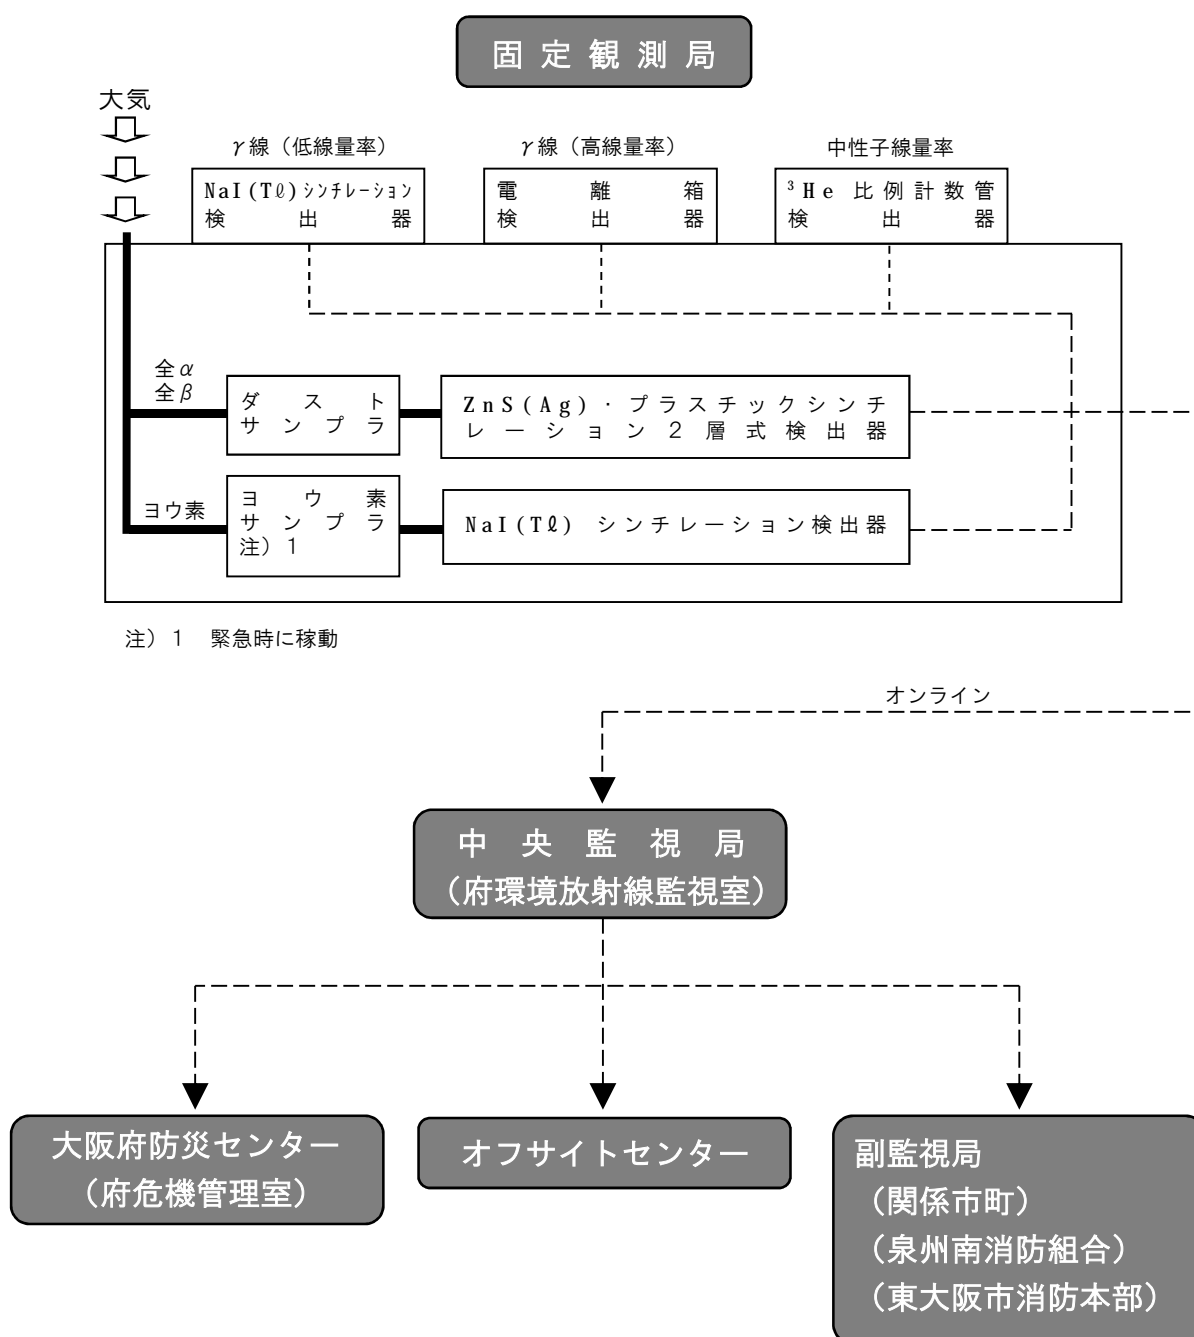 固定観測局
大気
γ線（低線量率）
γ線（高線量率）
中性子線量率
NaI(Tℓ)シンチレーション
検出器
電離箱
検出器
³He 比例計数管
検出器
全α
全β
ダスト
サンプラ
ZnS(Ag)・プラスチックシンチ
レーション２層式検出器
ヨウ素
ヨウ素
サンプラ
注）１
NaI(Tℓ) シンチレーション検出器
注）１　緊急時に稼動
オンライン
中央監視局
（府環境放射線監視室）
大阪府防災センター
（府危機管理室）
オフサイトセンター
副監視局
（関係市町）
（泉州南消防組合）
（東大阪市消防本部）